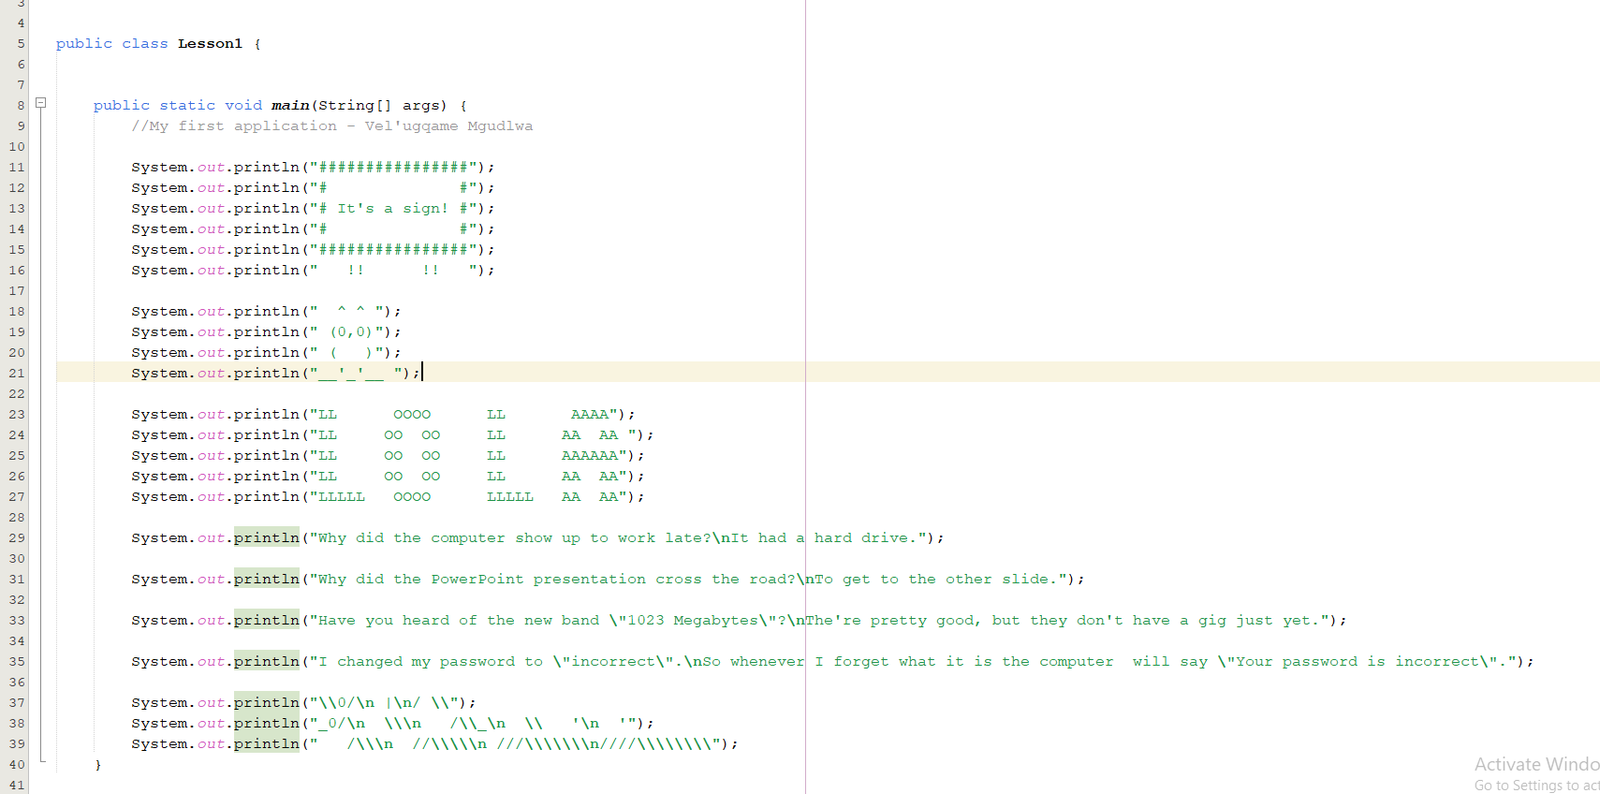 3
4
5 public class Lesson1 {
6
7
8     public static void main(String[] args) {
9         //My first application - Vel'ugqame Mgudlwa
10
11         System.out.println("################");
12         System.out.println("#              #");
13         System.out.println("# It's a sign! #");
14         System.out.println("#              #");
15         System.out.println("################");
16         System.out.println("   !!      !!   ");
17
18         System.out.println("  ^ ^ ");
19         System.out.println(" (0,0)");
20         System.out.println(" (   )");
21         System.out.println("__'_'__ ");
22
23         System.out.println("LL      OOOO      LL       AAAA");
24         System.out.println("LL     OO  OO     LL      AA  AA ");
25         System.out.println("LL     OO  OO     LL      AAAAAA");
26         System.out.println("LL     OO  OO     LL      AA  AA");
27         System.out.println("LLLLL   OOOO      LLLLL   AA  AA");
28
29         System.out.println("Why did the computer show up to work late?\nIt had a hard drive.");
30
31         System.out.println("Why did the PowerPoint presentation cross the road?\nTo get to the other slide.");
32
33         System.out.println("Have you heard of the new band \"1023 Megabytes\"?\nThe're pretty good, but they don't have a gig just yet.");
34
35         System.out.println("I changed my password to \"incorrect\".\nSo whenever I forget what it is the computer  will say \"Your password is incorrect\".");
36
37         System.out.println("\\0/\n |\n/ \\");
38         System.out.println("_0/\n  \\\n   /\\_\n  \\   '\n  '");
39         System.out.println("   /\\\n  //\\\\\n ///\\\\\\\n////\\\\\\\\");
40     }
41
Activate Windo
Go to Settings to act